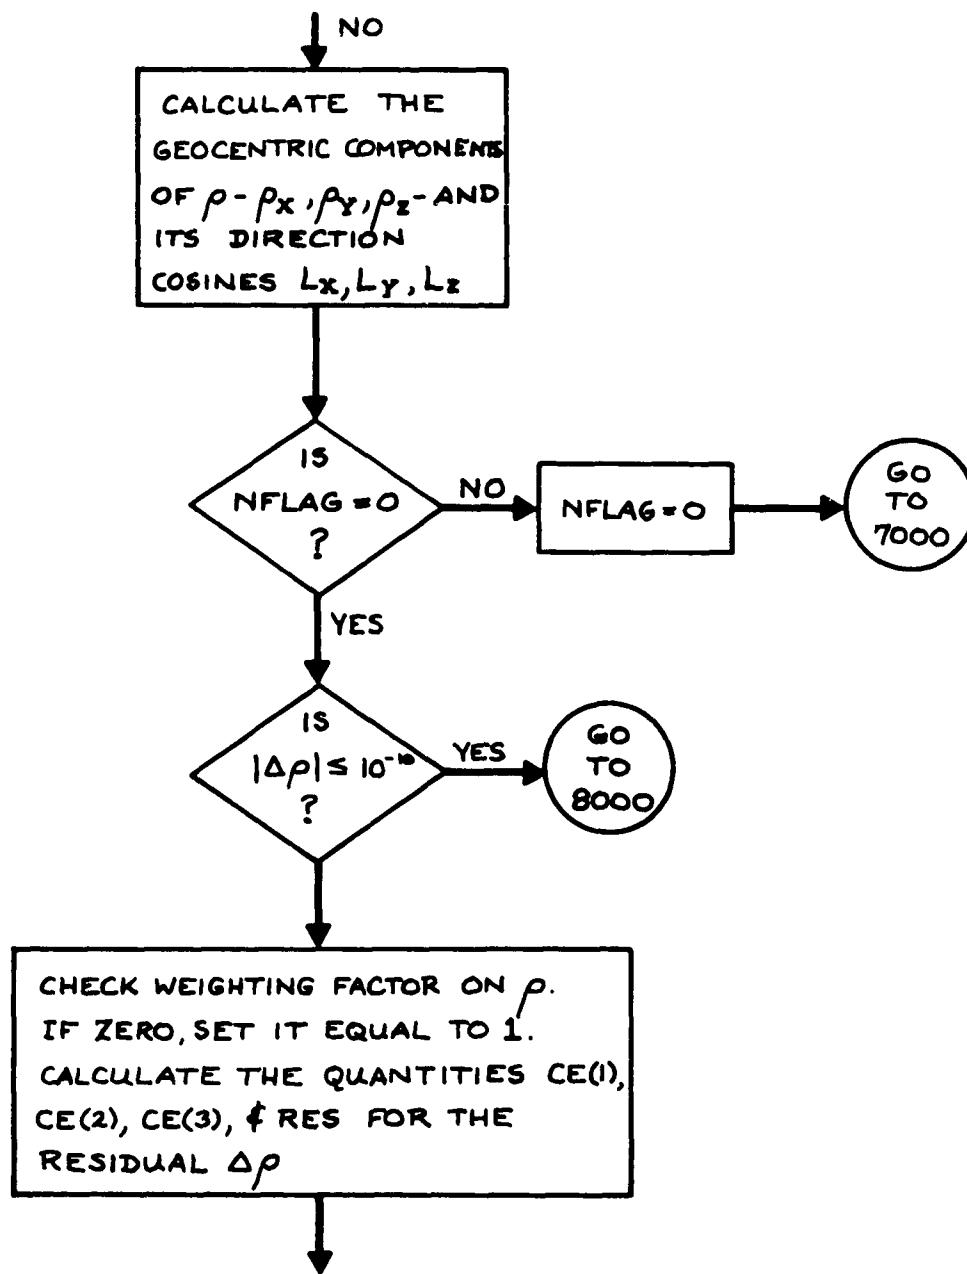 NO
CALCULATE THE
GEOCENTRIC COMPONENTS
OF ρ - ρX, ρY, ρZ - AND
ITS DIRECTION
COSINES LX, LY, LZ
IS
NFLAG = 0
?
NO
NFLAG = 0
GO
TO
7000
YES
IS
|Δρ| ≤ 10⁻¹⁰
?
YES
GO
TO
8000
CHECK WEIGHTING FACTOR ON ρ.
IF ZERO, SET IT EQUAL TO 1.
CALCULATE THE QUANTITIES CE(1),
CE(2), CE(3), & RES FOR THE
RESIDUAL Δρ